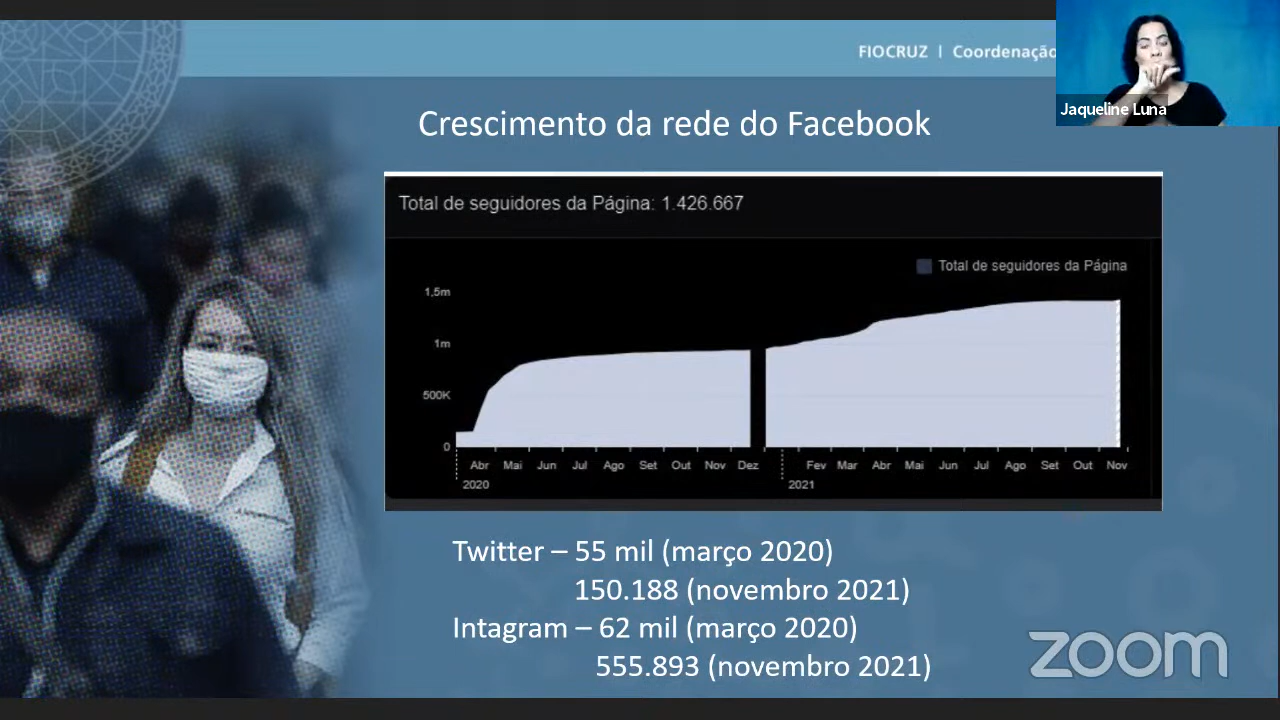 FIOCRUZ | Coordenação
Jaqueline Luna
Crescimento da rede do Facebook
Total de seguidores da Página: 1.426.667
Total de seguidores da Página
1,5m
1m
500K
0
Abr Mai Jun Jul Ago Set Out Nov Dez Fev Mar Abr Mai Jun Jul Ago Set Out Nov
2020 2021
Twitter – 55 mil (março 2020)
150.188 (novembro 2021)
Intagram – 62 mil (março 2020)
555.893 (novembro 2021)
zoom